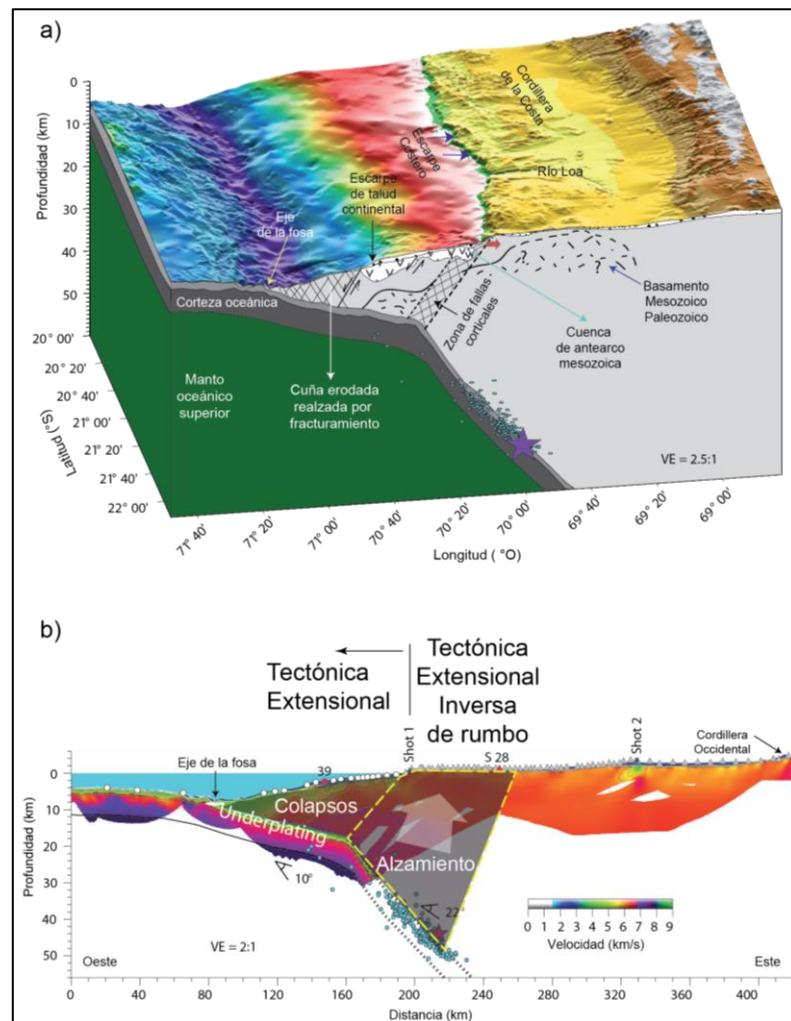 a)
Profundidad (km)
0
10
20
30
40
50
Cordillera
de la Costa
Escarpe
Costero
Río Loa
Escarpe
de talud
continental
Eje
de la fosa
Corteza oceánica
Zona de fallas
corticales
?
?
Basamento
Mesozoico
Paleozoico
Cuenca
de antearco
mesozoica
Manto
oceánico
superior
Cuña erodada
realzada por
fracturamiento
VE = 2.5:1
20° 00'
20° 20'
20° 40'
21° 00'
21° 20'
21° 40'
22° 00'
Latitud (°S)
71° 40'
71° 20'
71° 00'
70° 40'
70° 20'
70° 00'
69° 40'
69° 20'
69° 00'
Longitud ( °O)
b)
Tectónica
Extensional
Tectónica
Extensional
Inversa
de rumbo
Eje de la fosa
Shot 1
S 28
Shot 2
Cordillera
Occidental
39
Colapsos
Underplating
Alzamiento
10°
22°
Profundidad (km)
0
10
20
30
40
50
VE = 2:1
Oeste
Este
0 1 2 3 4 5 6 7 8 9
Velocidad (km/s)
0 40 80 120 160 200 240 280 320 360 400
Distancia (km)